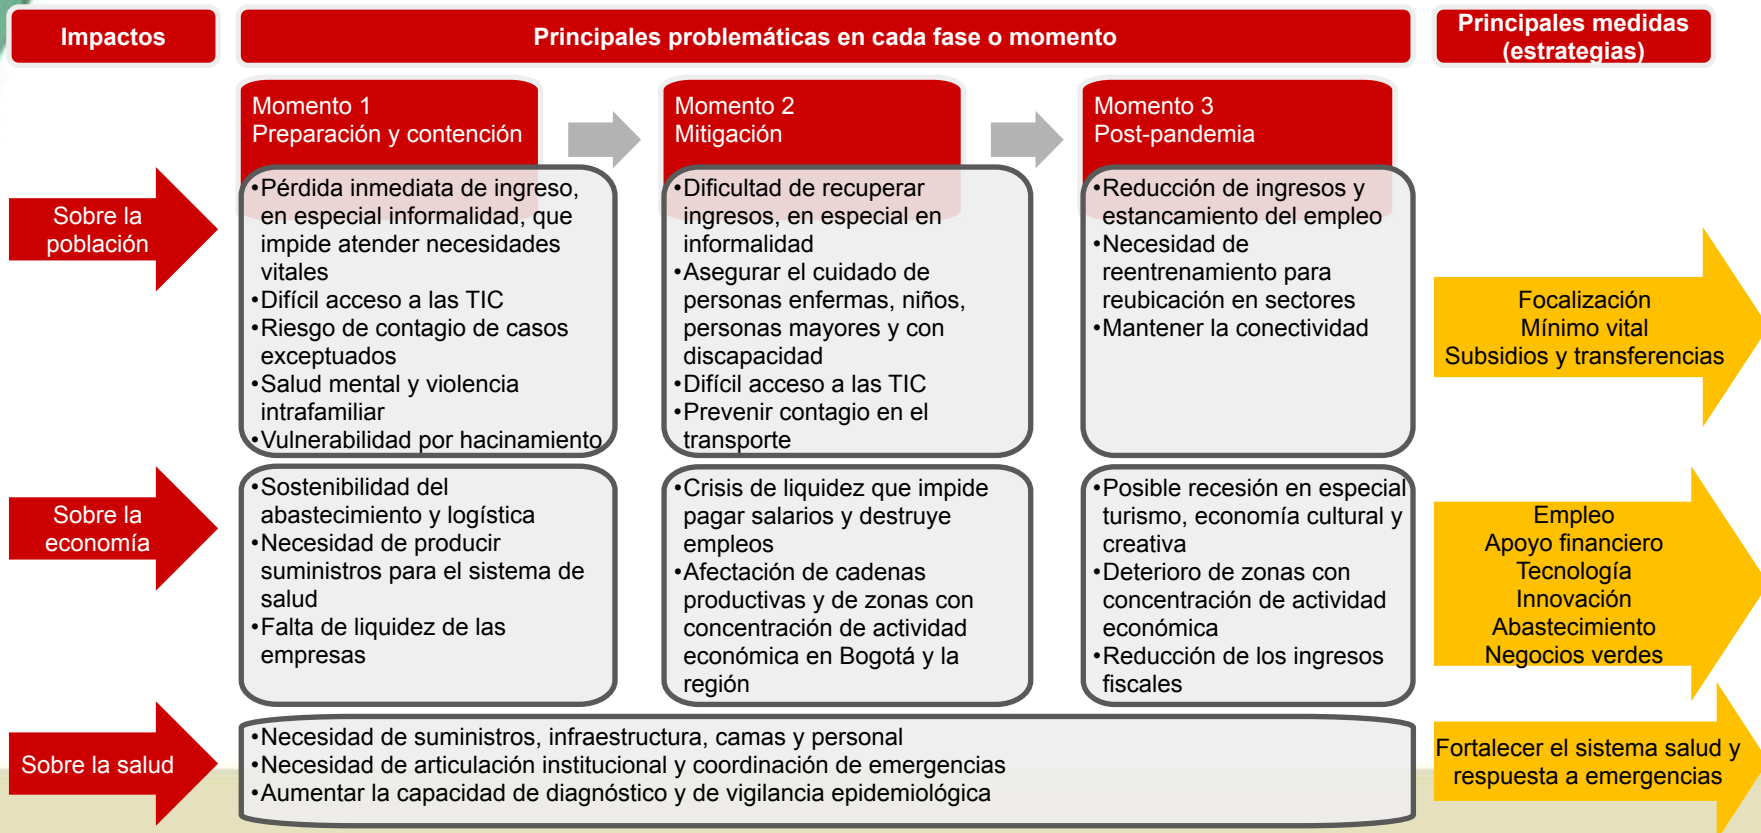 Impactos
Principales problemáticas en cada fase o momento
Principales medidas
(estrategias)
Momento 1
Preparación y contención
Momento 2
Mitigación
Momento 3
Post-pandemia
Sobre la
población
•Pérdida inmediata de ingreso,
en especial informalidad, que
impide atender necesidades
vitales
•Difícil acceso a las TIC
•Riesgo de contagio de casos
exceptuados
•Salud mental y violencia
intrafamiliar
•Vulnerabilidad por hacinamiento
•Dificultad de recuperar
ingresos, en especial en
informalidad
•Asegurar el cuidado de
personas enfermas, niños,
personas mayores y con
discapacidad
•Difícil acceso a las TIC
•Prevenir contagio en el
transporte
•Reducción de ingresos y
estancamiento del empleo
•Necesidad de
reentrenamiento para
reubicación en sectores
•Mantener la conectividad
Focalización
Mínimo vital
Subsidios y transferencias
Sobre la
economía
•Sostenibilidad del
abastecimiento y logística
•Necesidad de producir
suministros para el sistema de
salud
•Falta de liquidez de las
empresas
•Crisis de liquidez que impide
pagar salarios y destruye
empleos
•Afectación de cadenas
productivas y de zonas con
concentración de actividad
económica en Bogotá y la
región
•Posible recesión en especial
turismo, economía cultural y
creativa
•Deterioro de zonas con
concentración de actividad
económica
•Reducción de los ingresos
fiscales
Empleo
Apoyo financiero
Tecnología
Innovación
Abastecimiento
Negocios verdes
Sobre la salud
•Necesidad de suministros, infraestructura, camas y personal
•Necesidad de articulación institucional y coordinación de emergencias
•Aumentar la capacidad de diagnóstico y de vigilancia epidemiológica
Fortalecer el sistema salud y
respuesta a emergencias